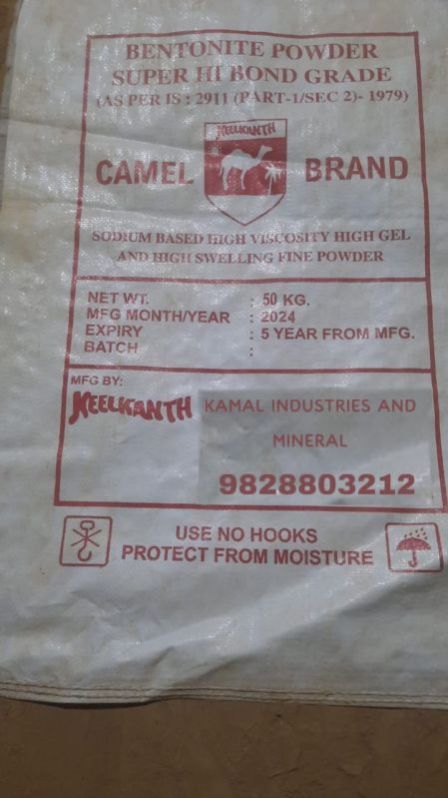 BENTONITE POWDER
SUPER HI BOND GRADE
(AS PER IS : 2911 (PART-1/SEC 2)- 1979)
NEELKANTH
CAMEL BRAND
SODIUM BASED HIGH VISCOSITY HIGH GEL
AND HIGH SWELLING FINE POWDER
NET WT. : 50 KG.
MFG MONTH/YEAR : 2024
EXPIRY : 5 YEAR FROM MFG.
BATCH :
MFG BY:
NEELKANTH KAMAL INDUSTRIES AND
MINERAL
9828803212
USE NO HOOKS
PROTECT FROM MOISTURE